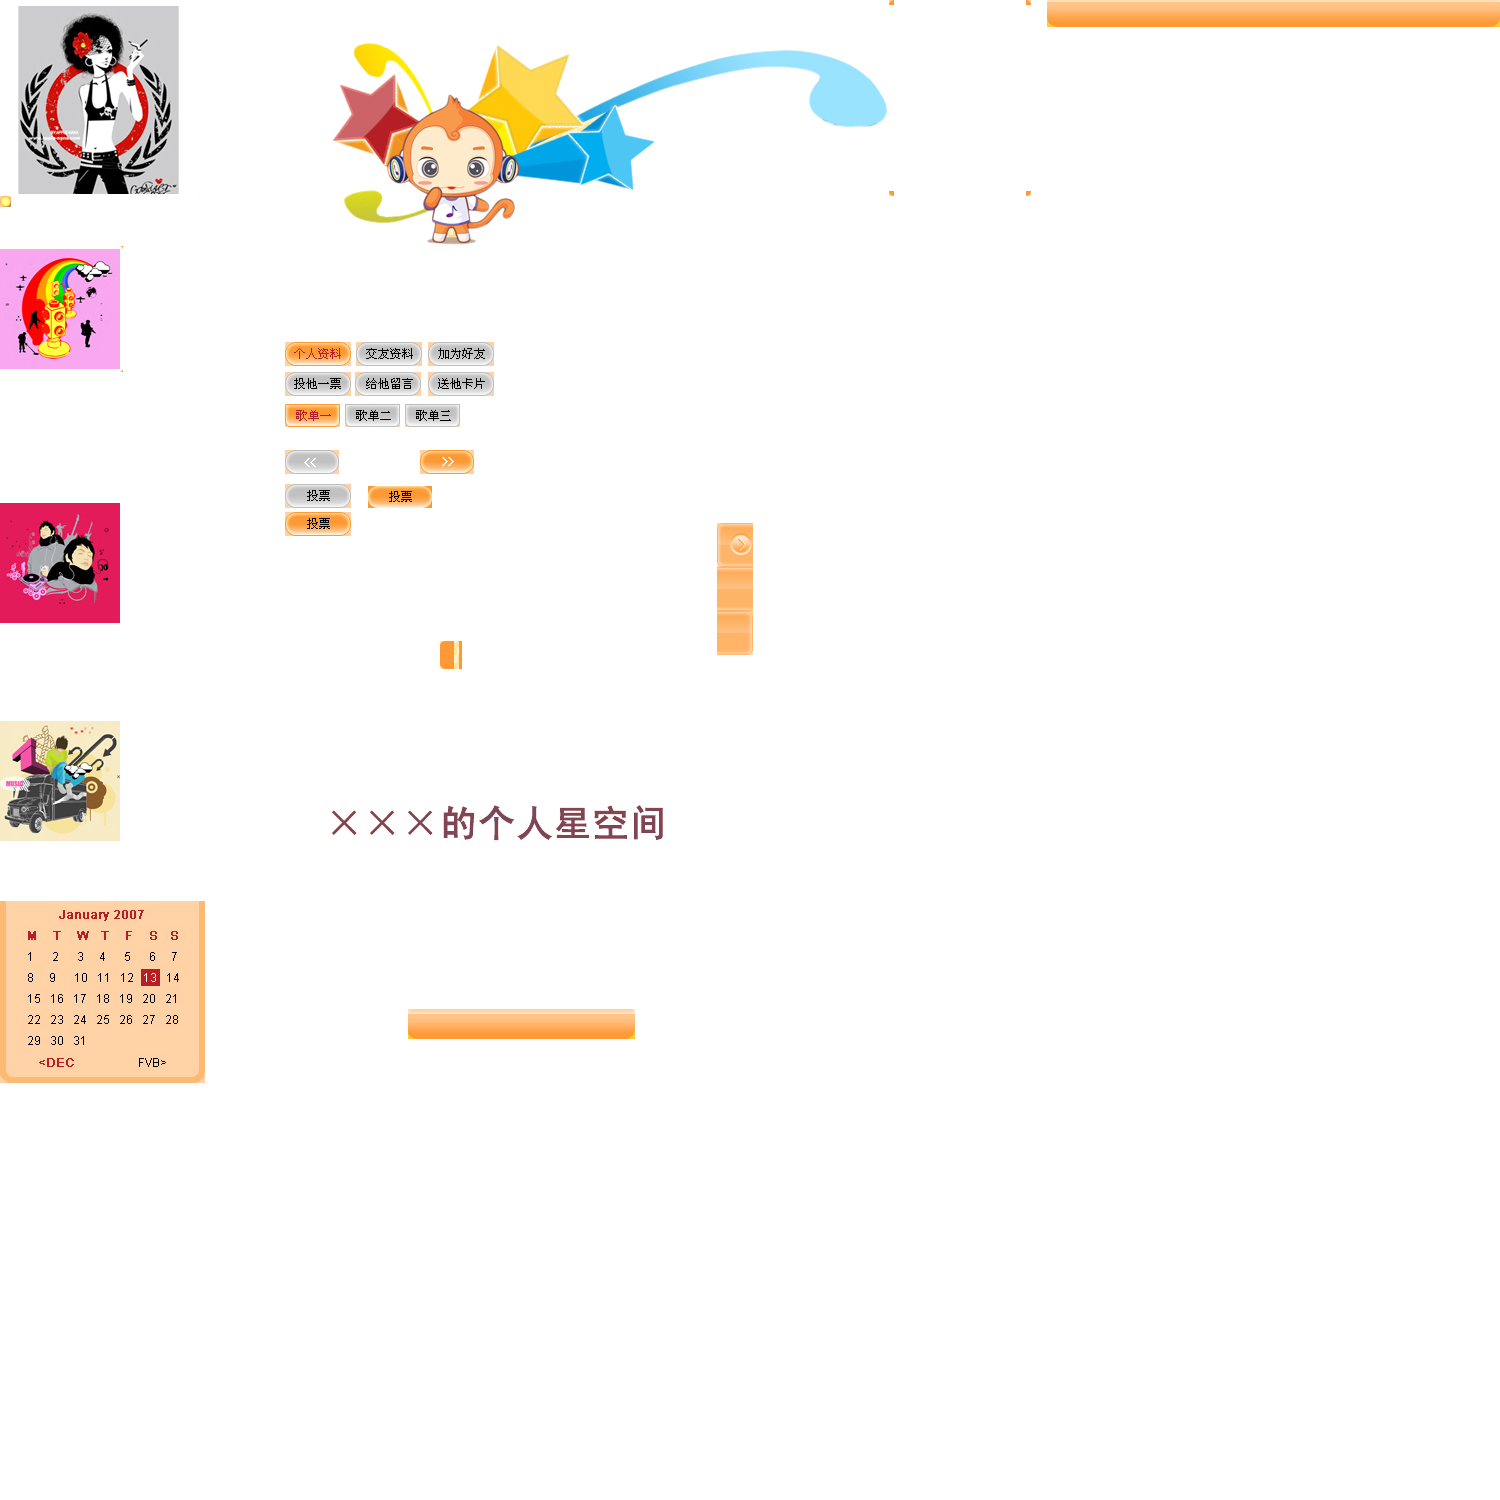 个人资料 交友资料 加为好友
投他一票 给他留言 送他卡片
歌单一 歌单二 歌单三
<< >>
投票 投票
投票
MUSIC
×××的个人星空间
January 2007
M T W T F S S
1 2 3 4 5 6 7
8 9 10 11 12 13 14
15 16 17 18 19 20 21
22 23 24 25 26 27 28
29 30 31
<DEC FVB>